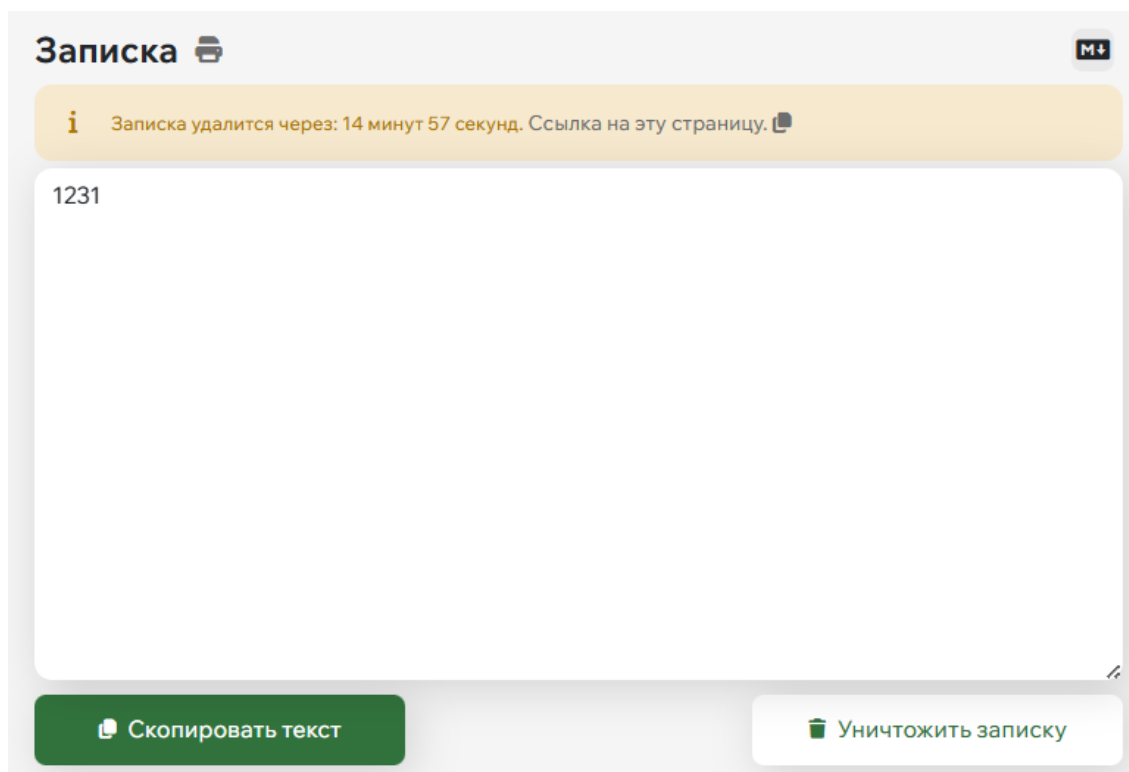 Записка
M↓
Записка удалится через: 14 минут 57 секунд. Ссылка на эту страницу.
1231
Скопировать текст
Уничтожить записку